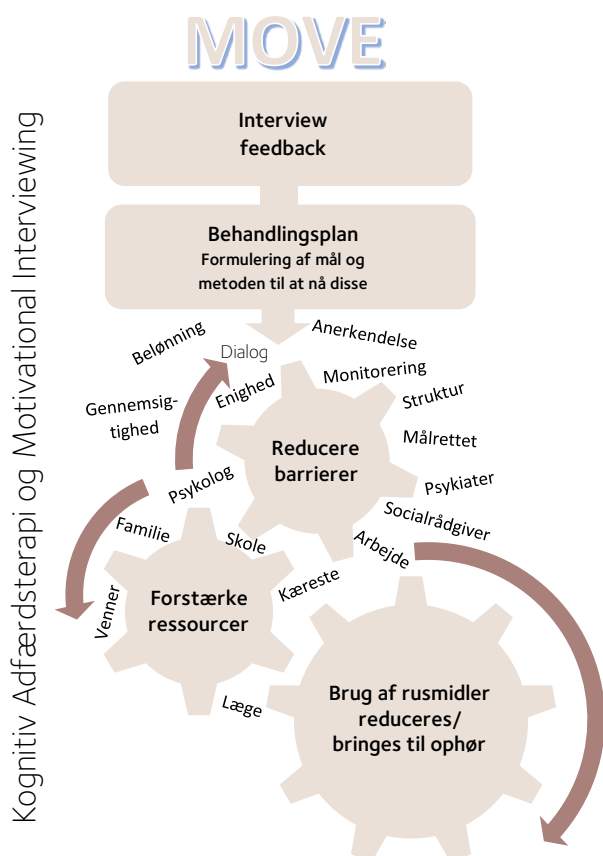 MOVE
Kognitiv Adfærdsterapi og Motivational Interviewing
Interview
feedback
Behandlingsplan
Formulering af mål og
metoden til at nå disse
Belønning
Dialog
Anerkendelse
Enighed
Monitorering
Gennemsig-
tighed
Struktur
Målrettet
Reducere
barrierer
Psykolog
Psykiater
Socialrådgiver
Familie
Skole
Arbejde
Kæreste
Venner
Forstærke
ressourcer
Læge
Brug af rusmidler
reduceres/
bringes til ophør